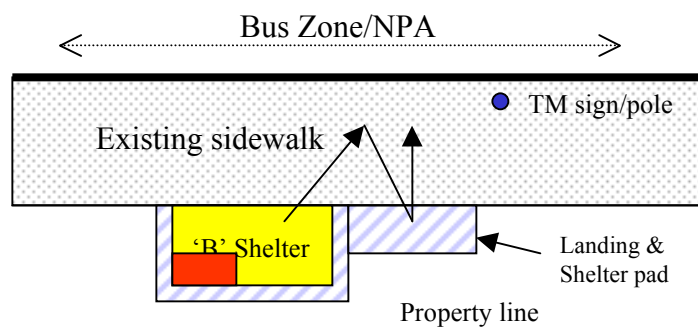 Bus Zone/NPA
TM sign/pole
Existing sidewalk
‘B’ Shelter
Landing &
Shelter pad
Property line